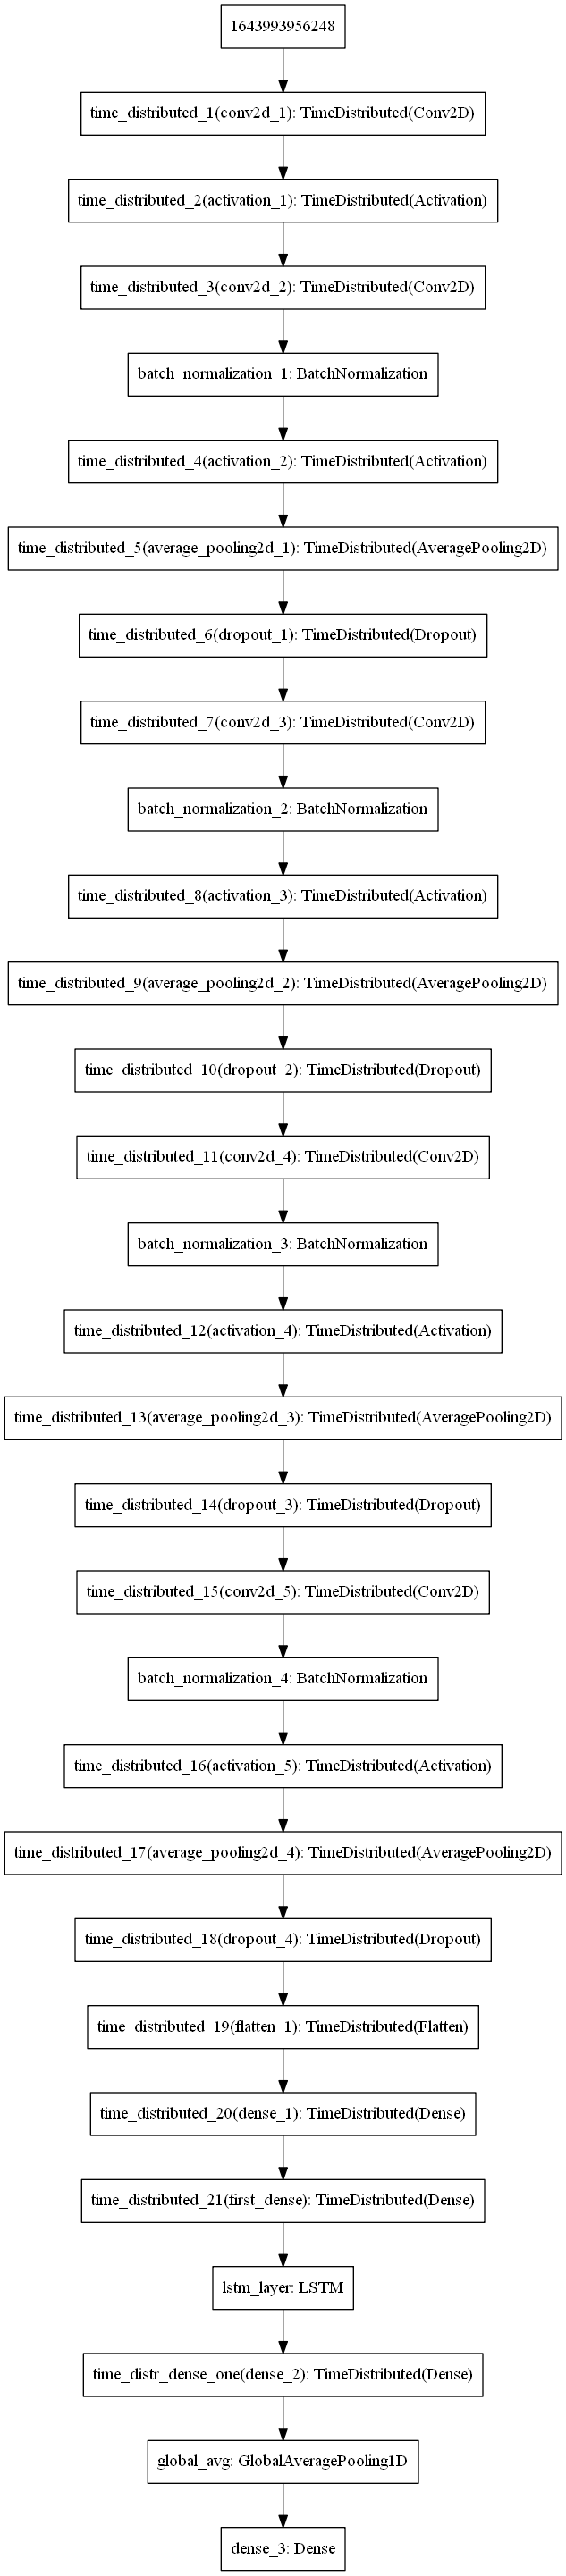 1643993956248
time_distributed_1(conv2d_1): TimeDistributed(Conv2D)
time_distributed_2(activation_1): TimeDistributed(Activation)
time_distributed_3(conv2d_2): TimeDistributed(Conv2D)
batch_normalization_1: BatchNormalization
time_distributed_4(activation_2): TimeDistributed(Activation)
time_distributed_5(average_pooling2d_1): TimeDistributed(AveragePooling2D)
time_distributed_6(dropout_1): TimeDistributed(Dropout)
time_distributed_7(conv2d_3): TimeDistributed(Conv2D)
batch_normalization_2: BatchNormalization
time_distributed_8(activation_3): TimeDistributed(Activation)
time_distributed_9(average_pooling2d_2): TimeDistributed(AveragePooling2D)
time_distributed_10(dropout_2): TimeDistributed(Dropout)
time_distributed_11(conv2d_4): TimeDistributed(Conv2D)
batch_normalization_3: BatchNormalization
time_distributed_12(activation_4): TimeDistributed(Activation)
time_distributed_13(average_pooling2d_3): TimeDistributed(AveragePooling2D)
time_distributed_14(dropout_3): TimeDistributed(Dropout)
time_distributed_15(conv2d_5): TimeDistributed(Conv2D)
batch_normalization_4: BatchNormalization
time_distributed_16(activation_5): TimeDistributed(Activation)
time_distributed_17(average_pooling2d_4): TimeDistributed(AveragePooling2D)
time_distributed_18(dropout_4): TimeDistributed(Dropout)
time_distributed_19(flatten_1): TimeDistributed(Flatten)
time_distributed_20(dense_1): TimeDistributed(Dense)
time_distributed_21(first_dense): TimeDistributed(Dense)
lstm_layer: LSTM
time_distr_dense_one(dense_2): TimeDistributed(Dense)
global_avg: GlobalAveragePooling1D
dense_3: Dense